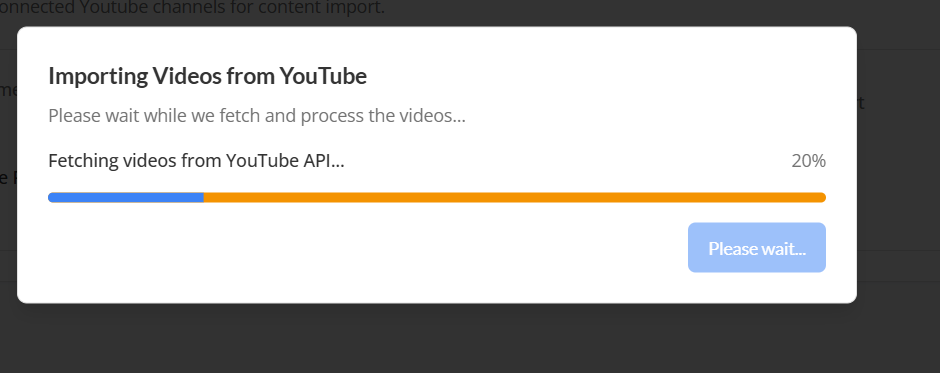 onnected Youtube channels for content import.
Importing Videos from YouTube
Please wait while we fetch and process the videos...
Fetching videos from YouTube API... 20%
Please wait...